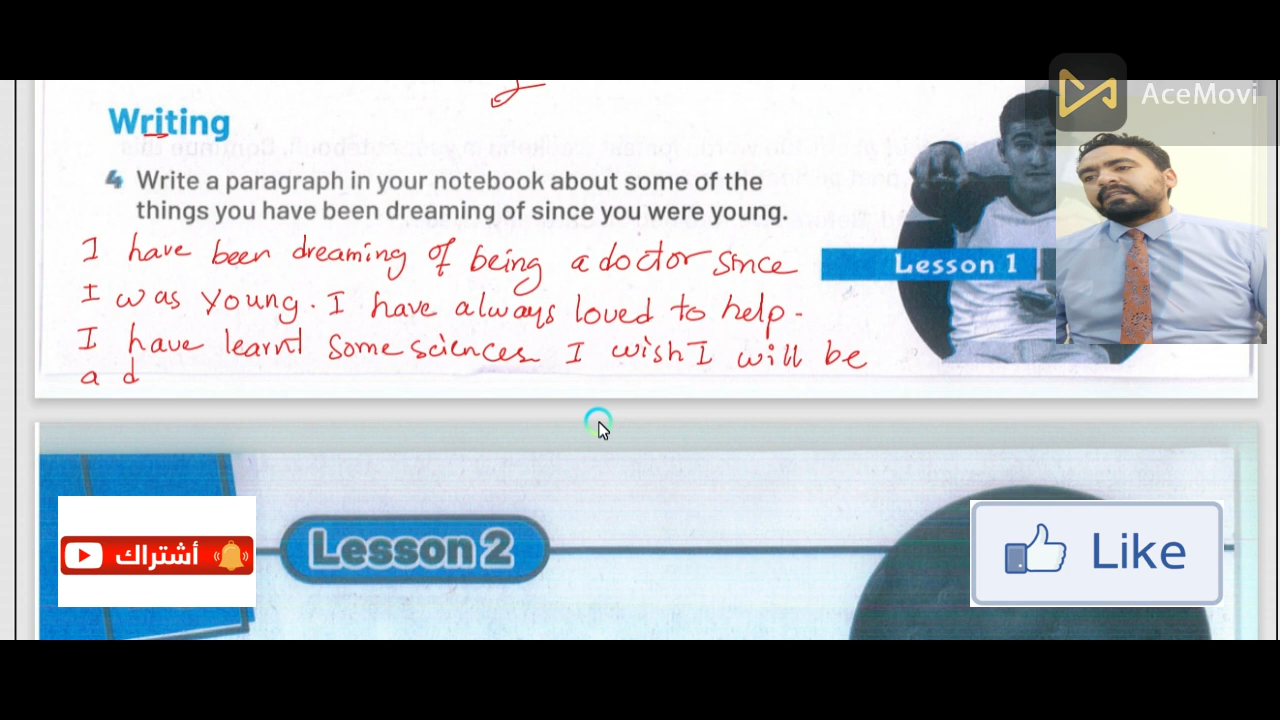 AceMovi
Writing
4 Write a paragraph in your notebook about some of the
things you have been dreaming of since you were young.
I have been dreaming of being a doctor since
I was young. I have always loved to help.
I have learnt some sciences I wish I will be
a d
Lesson 1
أشتراك
Lesson 2
Like